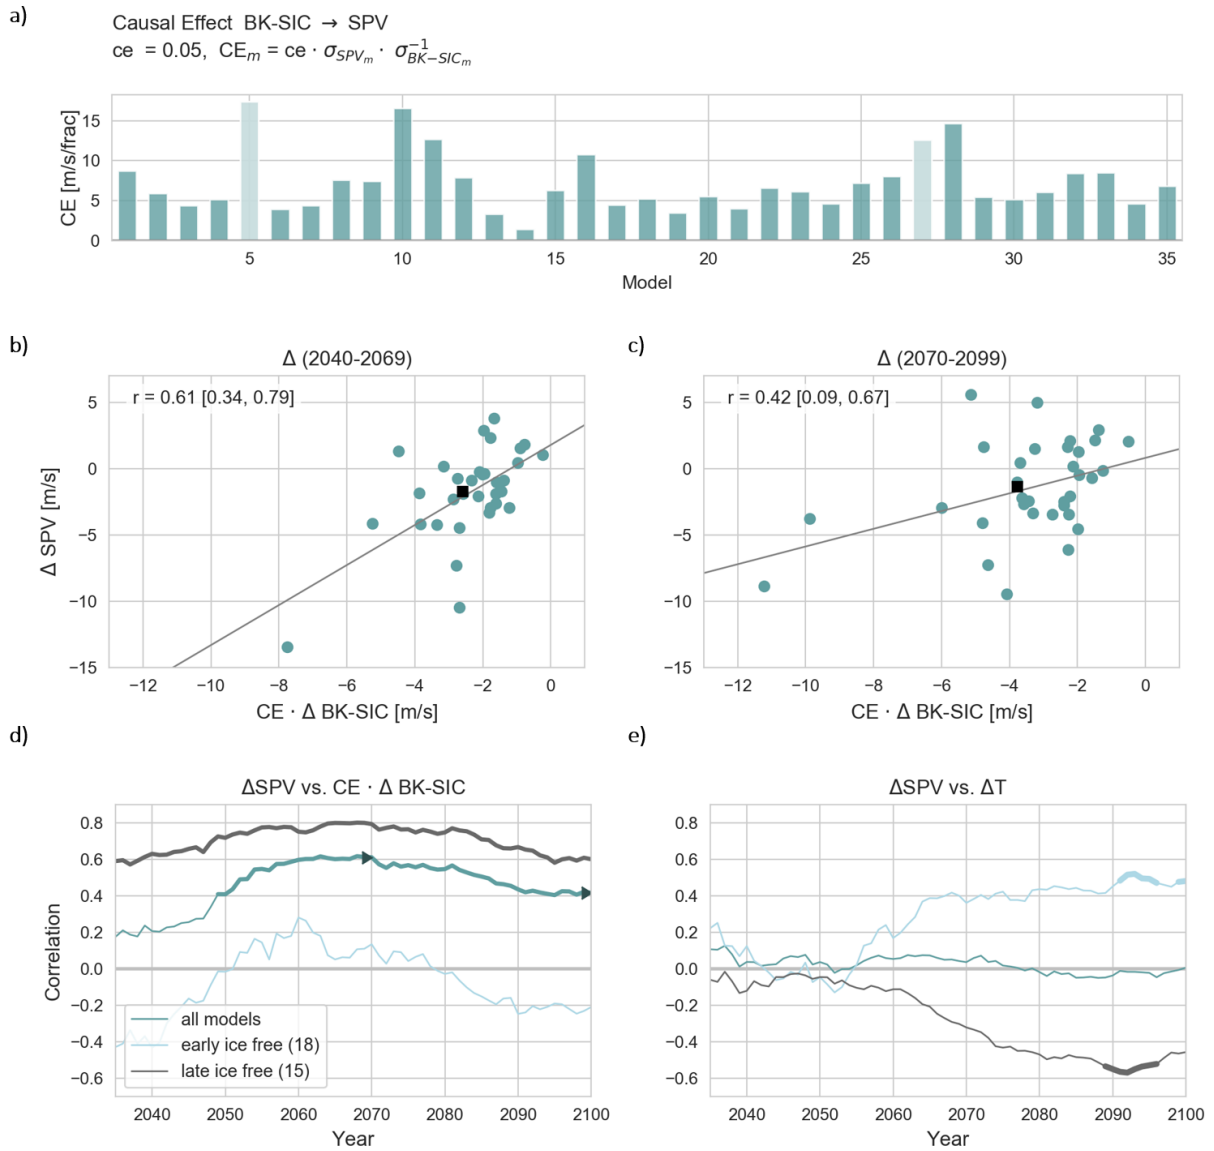 a)
Causal Effect  BK-SIC → SPV
ce  = 0.05,  CE_m = ce · σ_{SPV_m} · σ^{-1}_{BK−SIC_m}
CE [m/s/frac]
15
10
5
0
5
10
15
20
25
30
35
Model
b)
Δ (2040-2069)
r = 0.61 [0.34, 0.79]
Δ SPV [m/s]
5
0
−5
−10
−15
−12
−10
−8
−6
−4
−2
0
CE · Δ BK-SIC [m/s]
c)
Δ (2070-2099)
r = 0.42 [0.09, 0.67]
5
0
−5
−10
−15
−12
−10
−8
−6
−4
−2
0
CE · Δ BK-SIC [m/s]
d)
ΔSPV vs. CE · Δ BK-SIC
Correlation
0.8
0.6
0.4
0.2
0.0
−0.2
−0.4
−0.6
all models
early ice free (18)
late ice free (15)
2040
2050
2060
2070
2080
2090
2100
Year
e)
ΔSPV vs. ΔT
0.8
0.6
0.4
0.2
0.0
−0.2
−0.4
−0.6
2040
2050
2060
2070
2080
2090
2100
Year